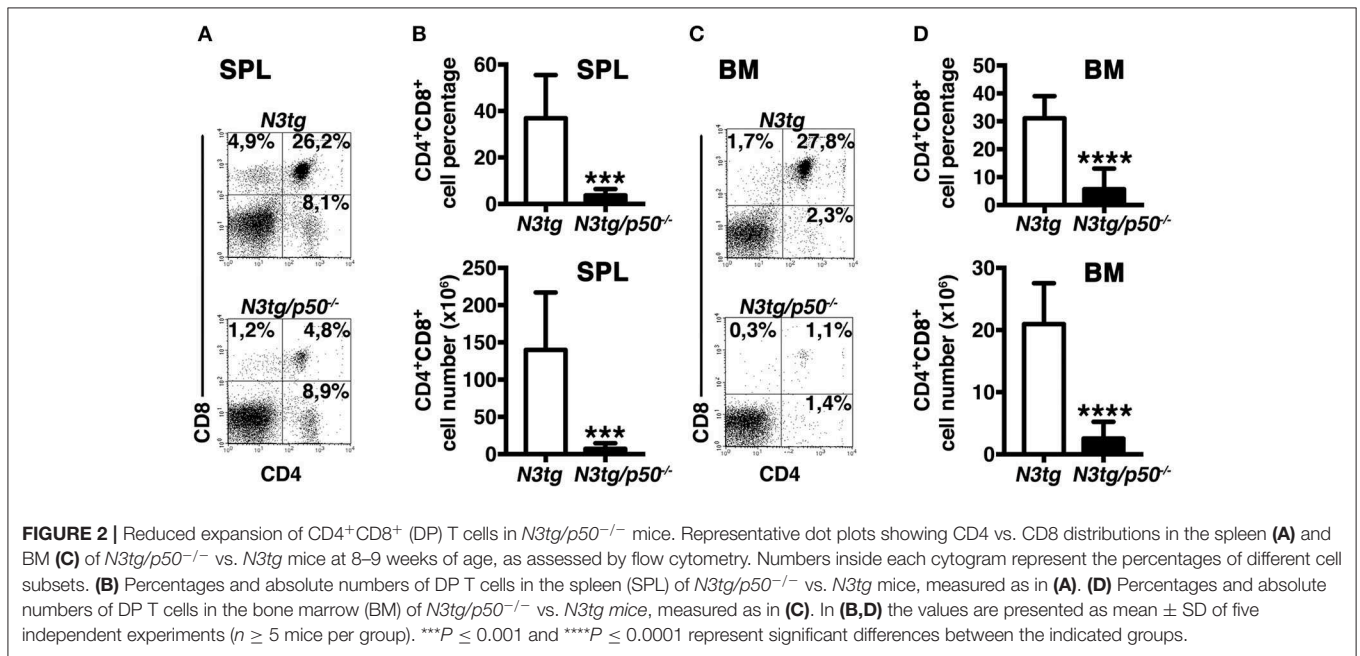 A
SPL
N3tg
4,9% 26,2%
8,1%
N3tg/p50-/-
1,2% 4,8%
8,9%
CD8
CD4
10⁰ 10¹ 10² 10³ 10⁴
B
SPL
CD4⁺CD8⁺
cell percentage
60
40
20
0
***
N3tg N3tg/p50-/-
SPL
CD4⁺CD8⁺
cell number (x10⁶)
250
200
150
100
50
0
***
N3tg N3tg/p50-/-
C
BM
N3tg
1,7% 27,8%
2,3%
N3tg/p50-/-
0,3% 1,1%
1,4%
CD8
CD4
10⁰ 10¹ 10² 10³ 10⁴
D
BM
CD4⁺CD8⁺
cell percentage
50
40
30
20
10
0
****
N3tg N3tg/p50-/-
BM
CD4⁺CD8⁺
cell number (x10⁶)
30
20
10
0
****
N3tg N3tg/p50-/-
FIGURE 2 | Reduced expansion of CD4⁺CD8⁺ (DP) T cells in N3tg/p50−/− mice. Representative dot plots showing CD4 vs. CD8 distributions in the spleen (A) and
BM (C) of N3tg/p50−/− vs. N3tg mice at 8–9 weeks of age, as assessed by flow cytometry. Numbers inside each cytogram represent the percentages of different cell
subsets. (B) Percentages and absolute numbers of DP T cells in the spleen (SPL) of N3tg/p50−/− vs. N3tg mice, measured as in (A). (D) Percentages and absolute
numbers of DP T cells in the bone marrow (BM) of N3tg/p50−/− vs. N3tg mice, measured as in (C). In (B,D) the values are presented as mean ± SD of five
independent experiments (n ≥ 5 mice per group). ***P ≤ 0.001 and ****P ≤ 0.0001 represent significant differences between the indicated groups.